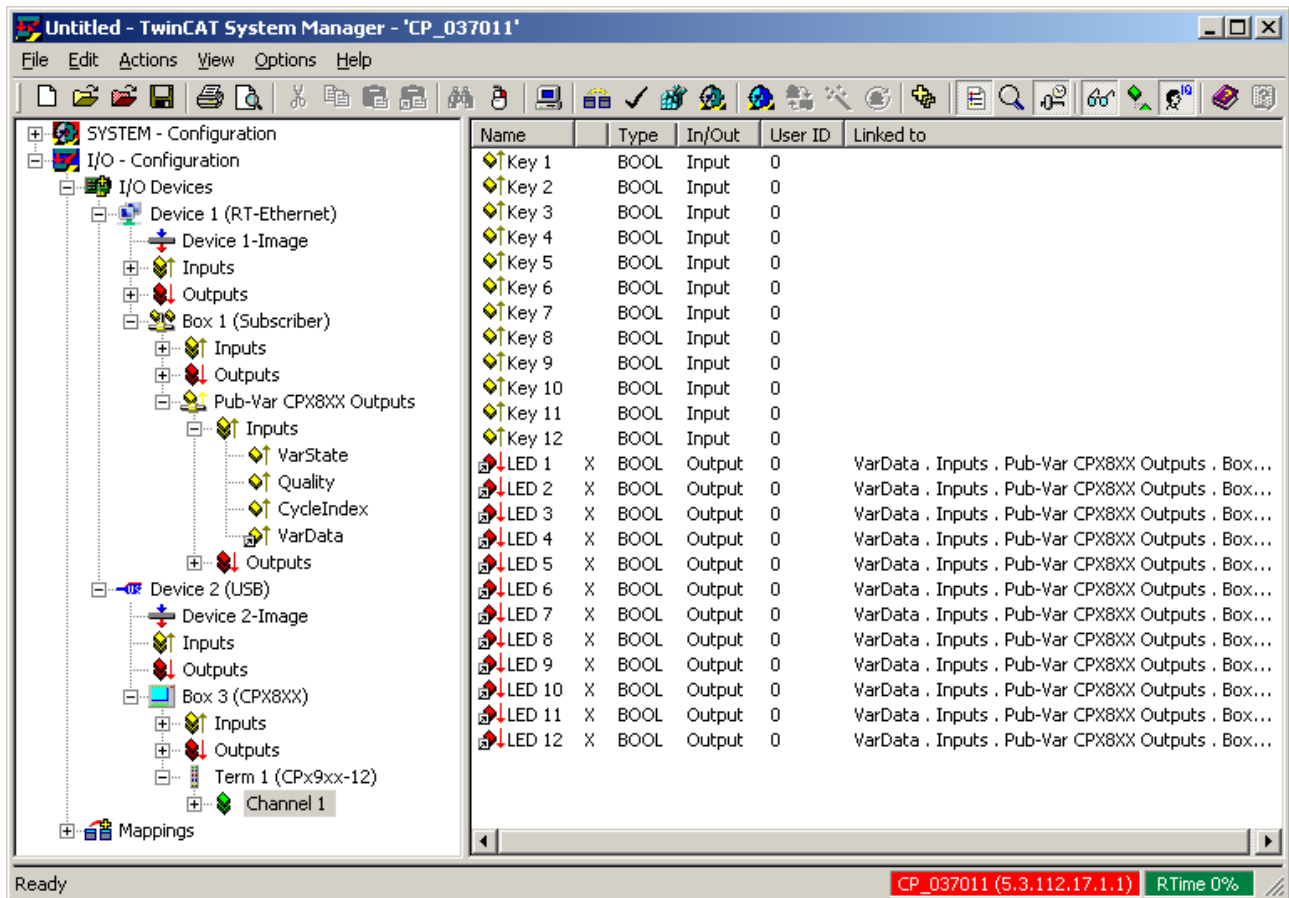 Untitled - TwinCAT System Manager - 'CP_037011'
File Edit Actions View Options Help
SYSTEM - Configuration
I/O - Configuration
I/O Devices
Device 1 (RT-Ethernet)
Device 1-Image
Inputs
Outputs
Box 1 (Subscriber)
Inputs
Outputs
Pub-Var CPX8XX Outputs
Inputs
VarState
Quality
CycleIndex
VarData
Outputs
Device 2 (USB)
Device 2-Image
Inputs
Outputs
Box 3 (CPX8XX)
Inputs
Outputs
Term 1 (CPx9xx-12)
Channel 1
Mappings
Name Type In/Out User ID Linked to
Key 1 BOOL Input 0
Key 2 BOOL Input 0
Key 3 BOOL Input 0
Key 4 BOOL Input 0
Key 5 BOOL Input 0
Key 6 BOOL Input 0
Key 7 BOOL Input 0
Key 8 BOOL Input 0
Key 9 BOOL Input 0
Key 10 BOOL Input 0
Key 11 BOOL Input 0
Key 12 BOOL Input 0
LED 1 X BOOL Output 0 VarData . Inputs . Pub-Var CPX8XX Outputs . Box...
LED 2 X BOOL Output 0 VarData . Inputs . Pub-Var CPX8XX Outputs . Box...
LED 3 X BOOL Output 0 VarData . Inputs . Pub-Var CPX8XX Outputs . Box...
LED 4 X BOOL Output 0 VarData . Inputs . Pub-Var CPX8XX Outputs . Box...
LED 5 X BOOL Output 0 VarData . Inputs . Pub-Var CPX8XX Outputs . Box...
LED 6 X BOOL Output 0 VarData . Inputs . Pub-Var CPX8XX Outputs . Box...
LED 7 X BOOL Output 0 VarData . Inputs . Pub-Var CPX8XX Outputs . Box...
LED 8 X BOOL Output 0 VarData . Inputs . Pub-Var CPX8XX Outputs . Box...
LED 9 X BOOL Output 0 VarData . Inputs . Pub-Var CPX8XX Outputs . Box...
LED 10 X BOOL Output 0 VarData . Inputs . Pub-Var CPX8XX Outputs . Box...
LED 11 X BOOL Output 0 VarData . Inputs . Pub-Var CPX8XX Outputs . Box...
LED 12 X BOOL Output 0 VarData . Inputs . Pub-Var CPX8XX Outputs . Box...
Ready CP_037011 (5.3.112.17.1.1) RTime 0%